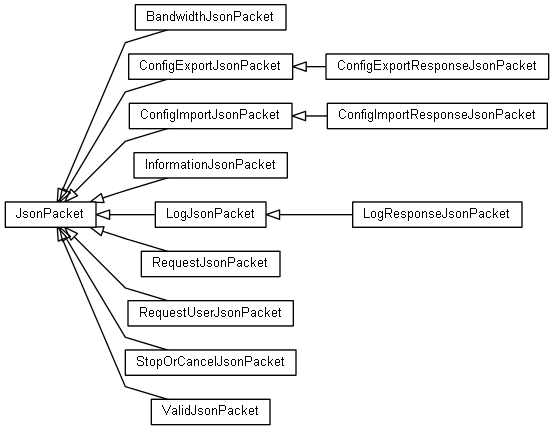 BandwidthJsonPacket
ConfigExportJsonPacket
ConfigExportResponseJsonPacket
ConfigImportJsonPacket
ConfigImportResponseJsonPacket
InformationJsonPacket
JsonPacket
LogJsonPacket
LogResponseJsonPacket
RequestJsonPacket
RequestUserJsonPacket
StopOrCancelJsonPacket
ValidJsonPacket